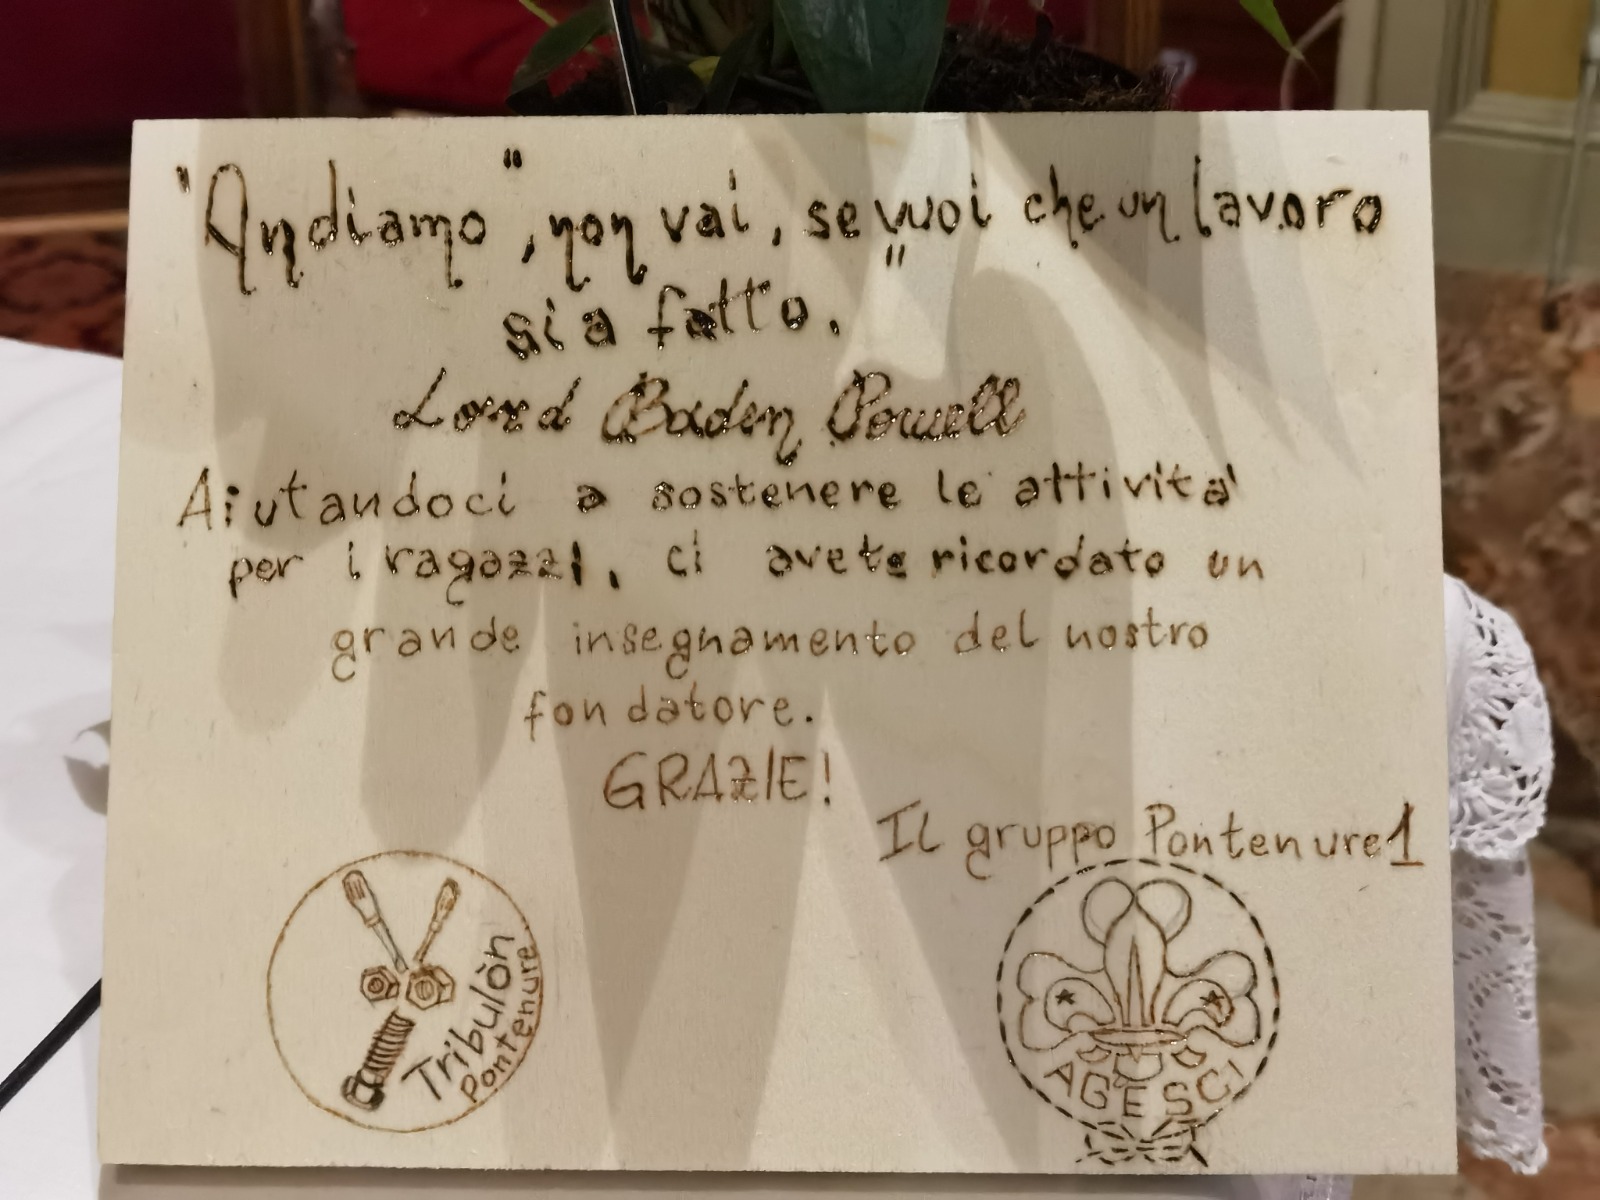 "Andiamo", non vai, se vuoi che un lavoro
sia fatto."
Lord Baden Powell
Aiutandoci a sostenere le attività
per i ragazzi, ci avete ricordato un
grande insegnamento del nostro
fondatore.
GRAZIE!
Il gruppo Pontenure 1
Tribulòn
Pontenure
AGESCI